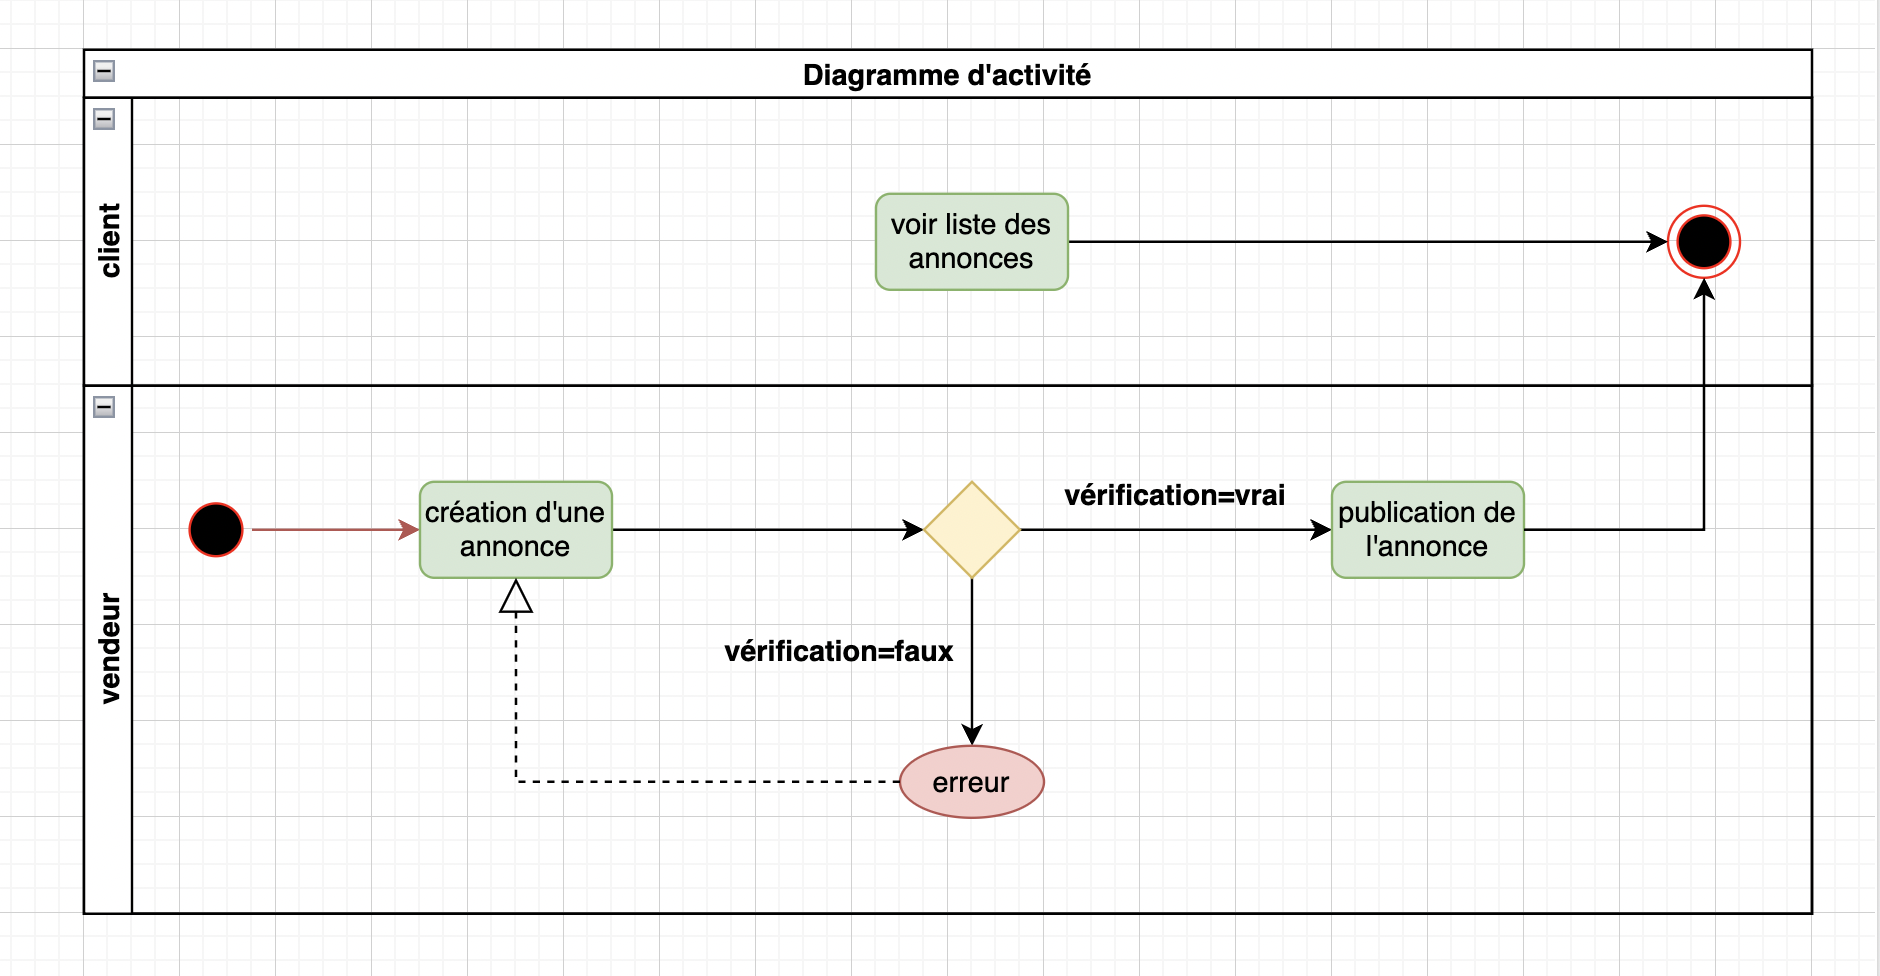 Diagramme d'activité
client
voir liste des
annonces
vendeur
création d'une
annonce
vérification=vrai
publication de
l'annonce
vérification=faux
erreur